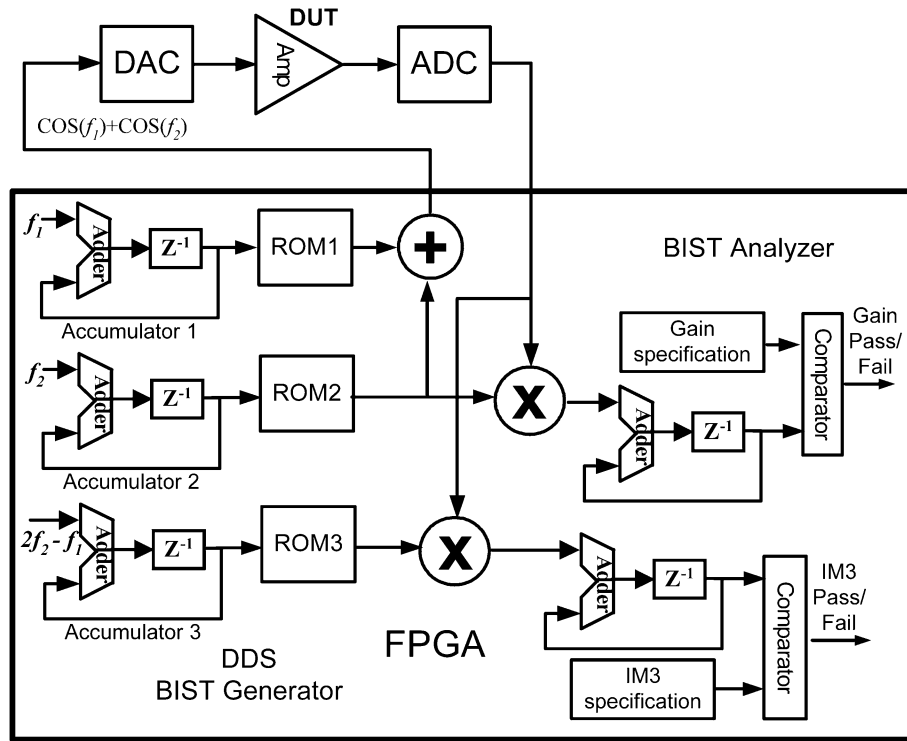 DUT
DAC
Amp
ADC
COS(f1)+COS(f2)
f1
Adder
Z-1
ROM1
+
BIST Analyzer
Accumulator 1
Gain
specification
Comparator
Gain
Pass/
Fail
f2
Adder
Z-1
ROM2
X
Adder
Z-1
Accumulator 2
2f2 - f1
Adder
Z-1
ROM3
X
Adder
Z-1
Comparator
IM3
Pass/
Fail
Accumulator 3
FPGA
DDS
BIST Generator
IM3
specification